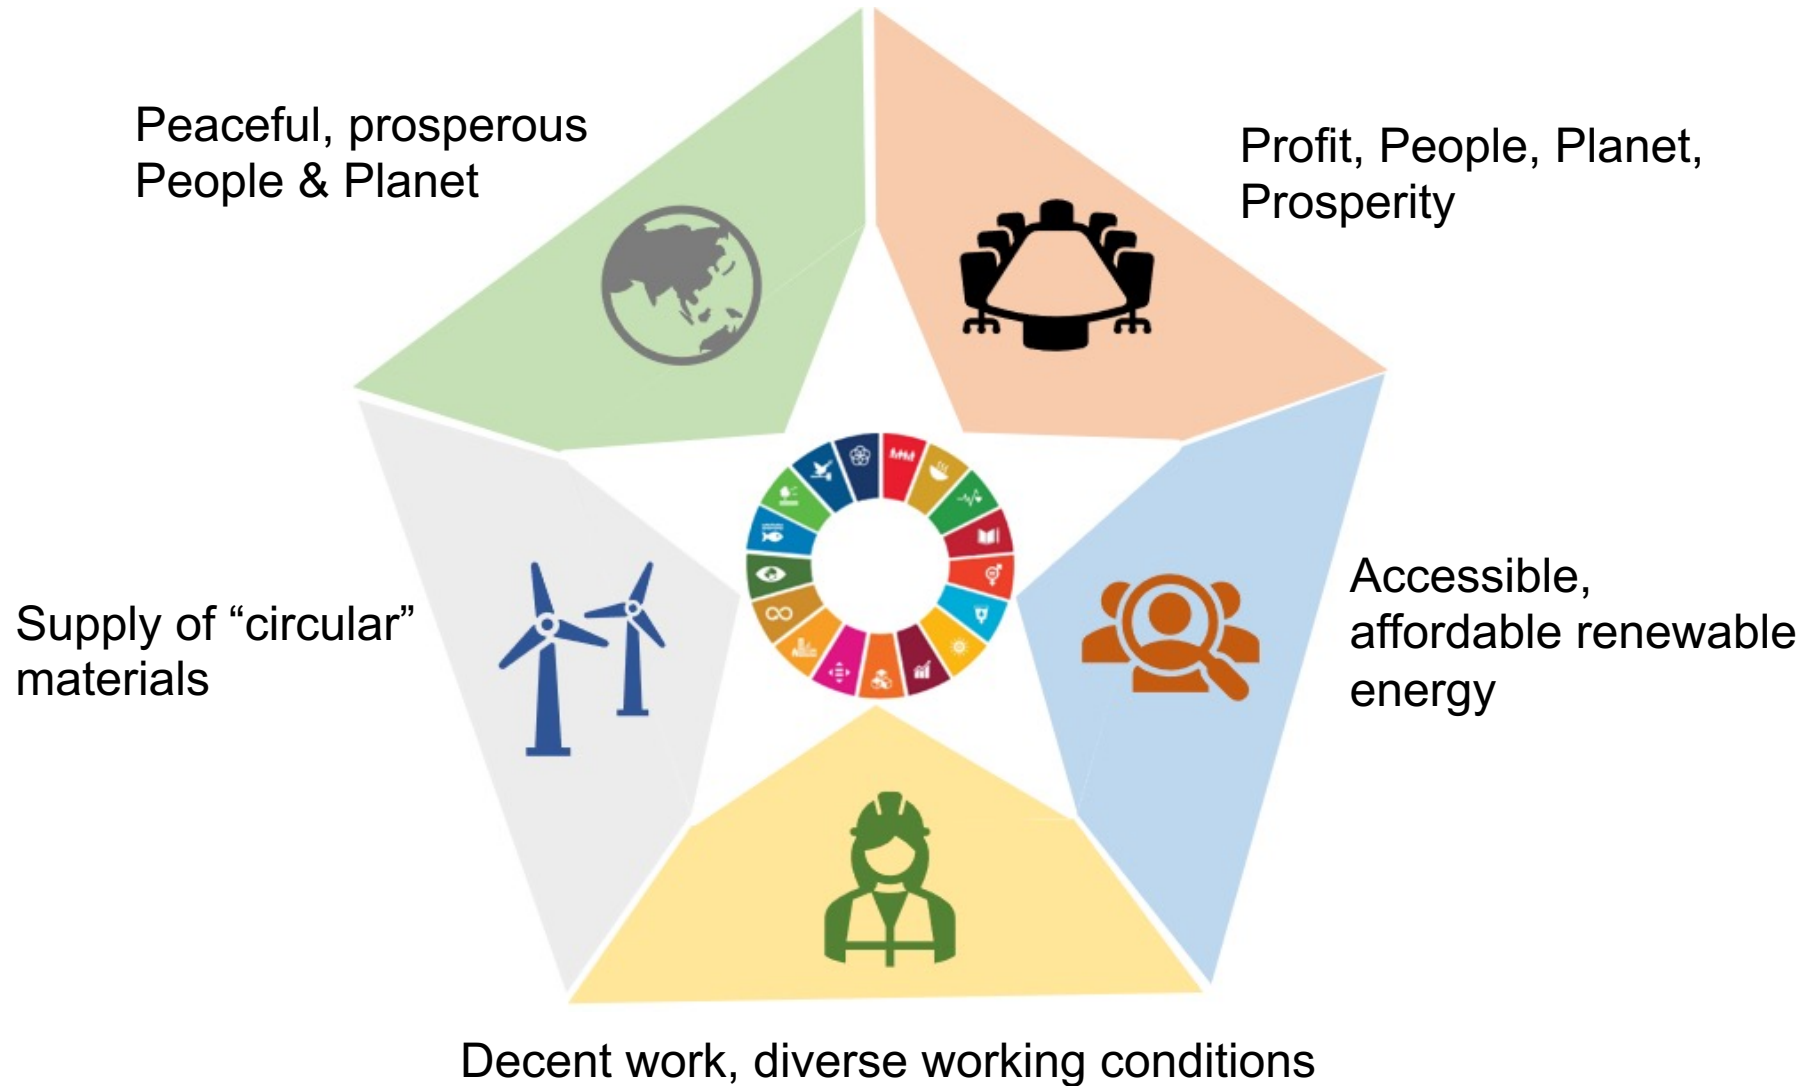 Peaceful, prosperous
People & Planet
Profit, People, Planet,
Prosperity
Supply of “circular”
materials
Accessible,
affordable renewable
energy
Decent work, diverse working conditions